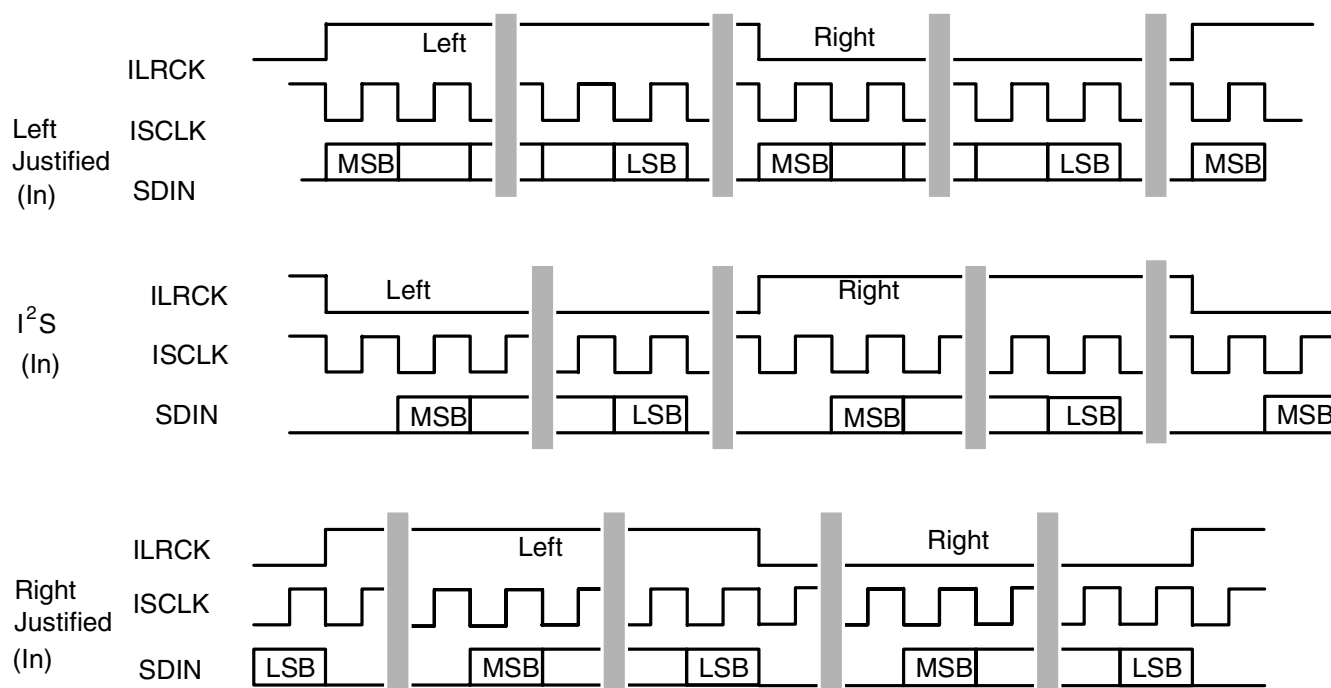 Left Right
ILRCK
ISCLK
Left
Justified
(In)
MSB LSB MSB LSB MSB
SDIN
Left Right
ILRCK
I²S
(In)
ISCLK
MSB LSB MSB LSB MSB
SDIN
Left Right
ILRCK
Right
Justified
(In)
ISCLK
LSB MSB LSB MSB LSB
SDIN